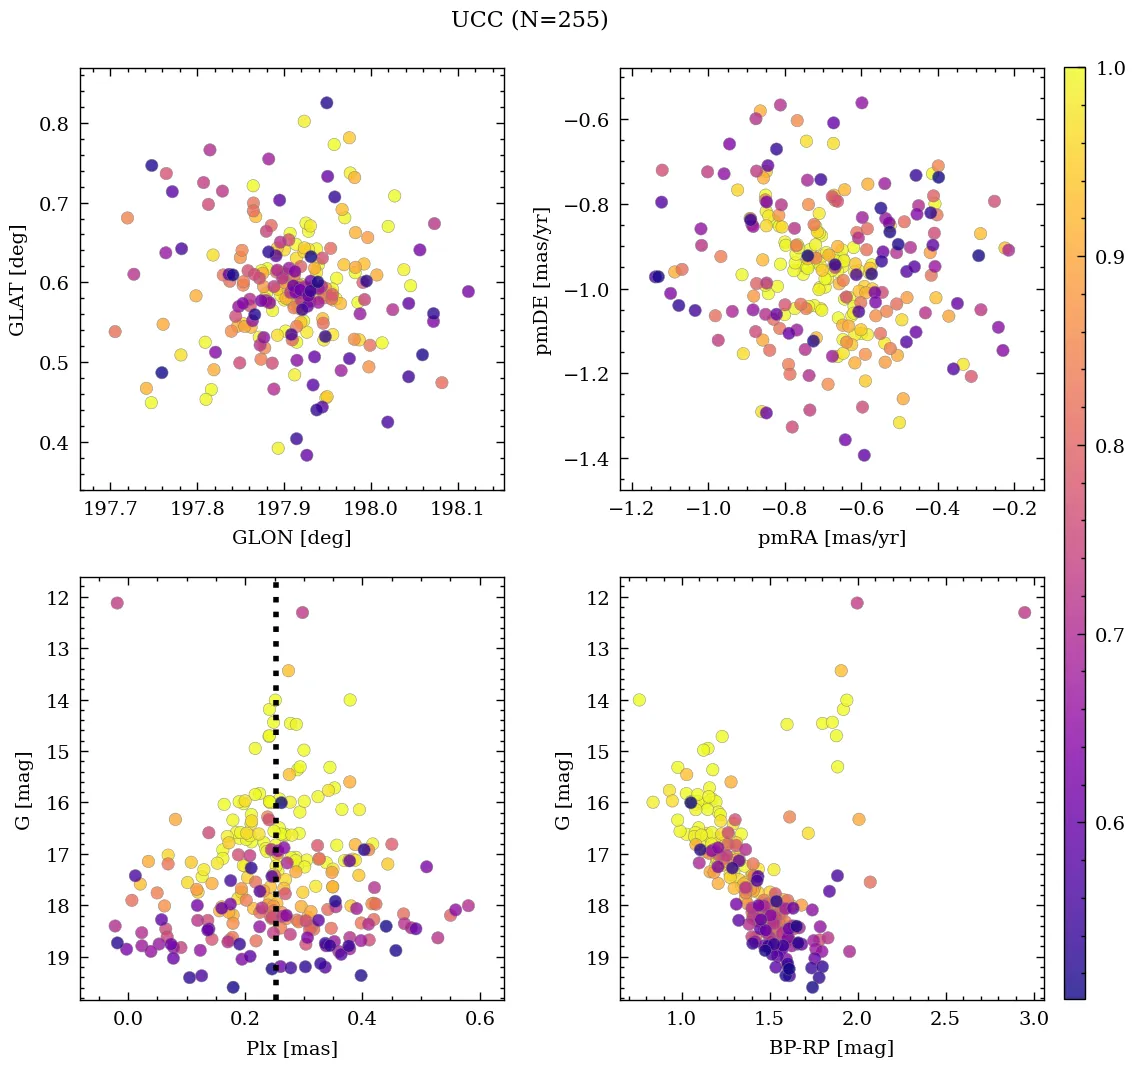 UCC (N=255)
0.8
0.7
0.6
0.5
0.4
GLAT [deg]
197.7 197.8 197.9 198.0 198.1
GLON [deg]
−0.6
−0.8
−1.0
−1.2
−1.4
pmDE [mas/yr]
−1.2 −1.0 −0.8 −0.6 −0.4 −0.2
pmRA [mas/yr]
12
13
14
15
16
17
18
19
G [mag]
0.0 0.2 0.4 0.6
Plx [mas]
12
13
14
15
16
17
18
19
G [mag]
1.0 1.5 2.0 2.5 3.0
BP-RP [mag]
1.0
0.9
0.8
0.7
0.6